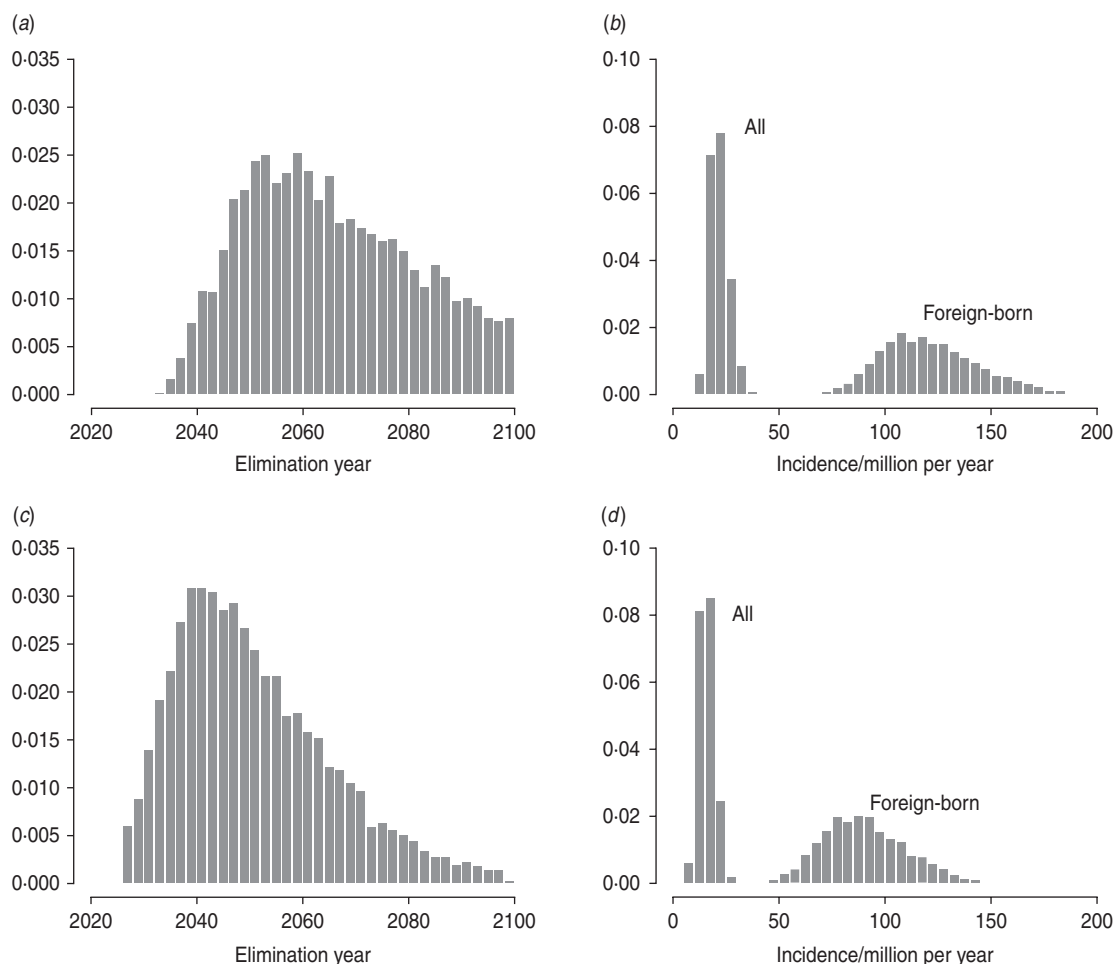 (a)
0·035
0·030
0·025
0·020
0·015
0·010
0·005
0·000
2020 2040 2060 2080 2100
Elimination year
(b)
0·10
0·08
0·06
0·04
0·02
0·00
All
Foreign-born
0 50 100 150 200
Incidence/million per year
(c)
0·035
0·030
0·025
0·020
0·015
0·010
0·005
0·000
2020 2040 2060 2080 2100
Elimination year
(d)
0·10
0·08
0·06
0·04
0·02
0·00
All
Foreign-born
0 50 100 150 200
Incidence/million per year